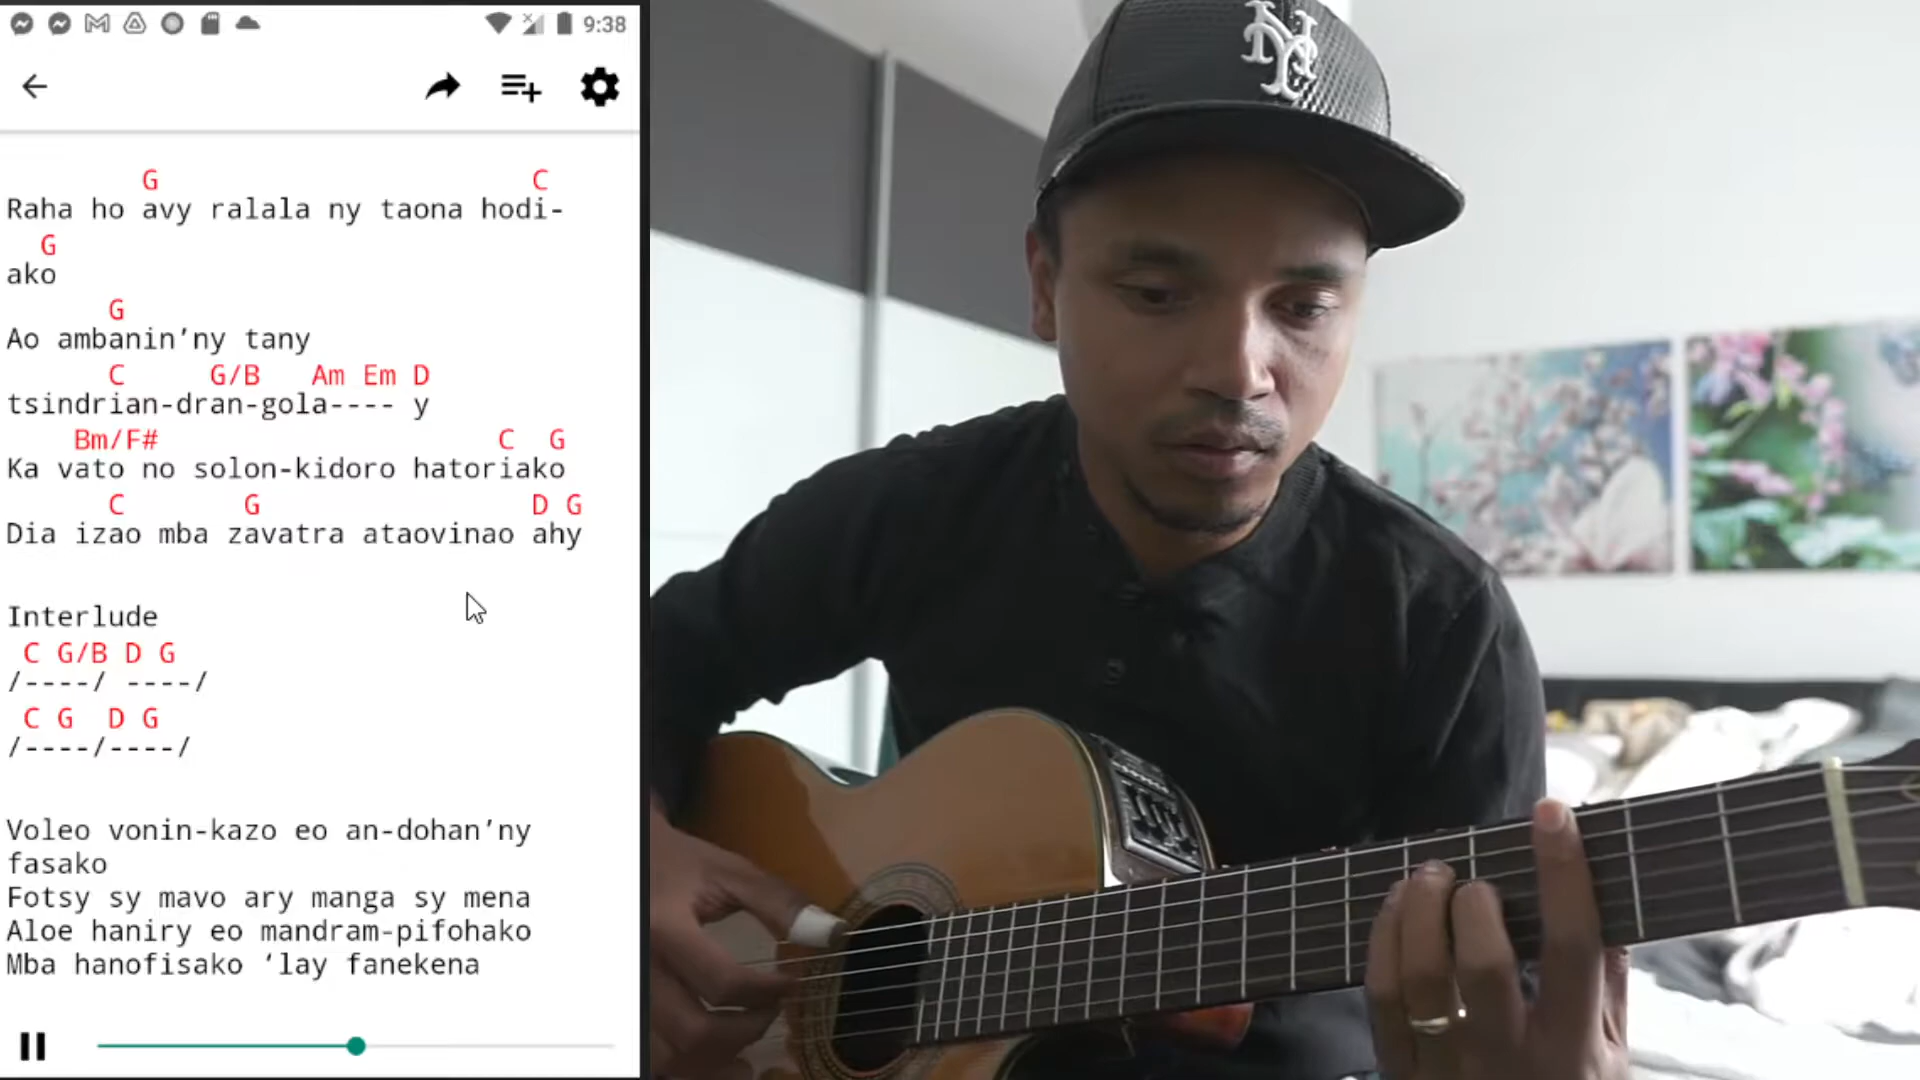 9:38
G C
Raha ho avy ralala ny taona hodi-
G
ako
G
Ao ambanin’ny tany
C G/B Am Em D
tsindrian-dran-gola---- y
Bm/F# C G
Ka vato no solon-kidoro hatoriako
C G D G
Dia izao mba zavatra ataovinao ahy
Interlude
C G/B D G
/----/ ----/
C G D G
/----/----/
Voleo vonin-kazo eo an-dohan’ny
fasako
Fotsy sy mavo ary manga sy mena
Aloe haniry eo mandram-pifohako
Mba hanofisako ‘lay fanekena
NY